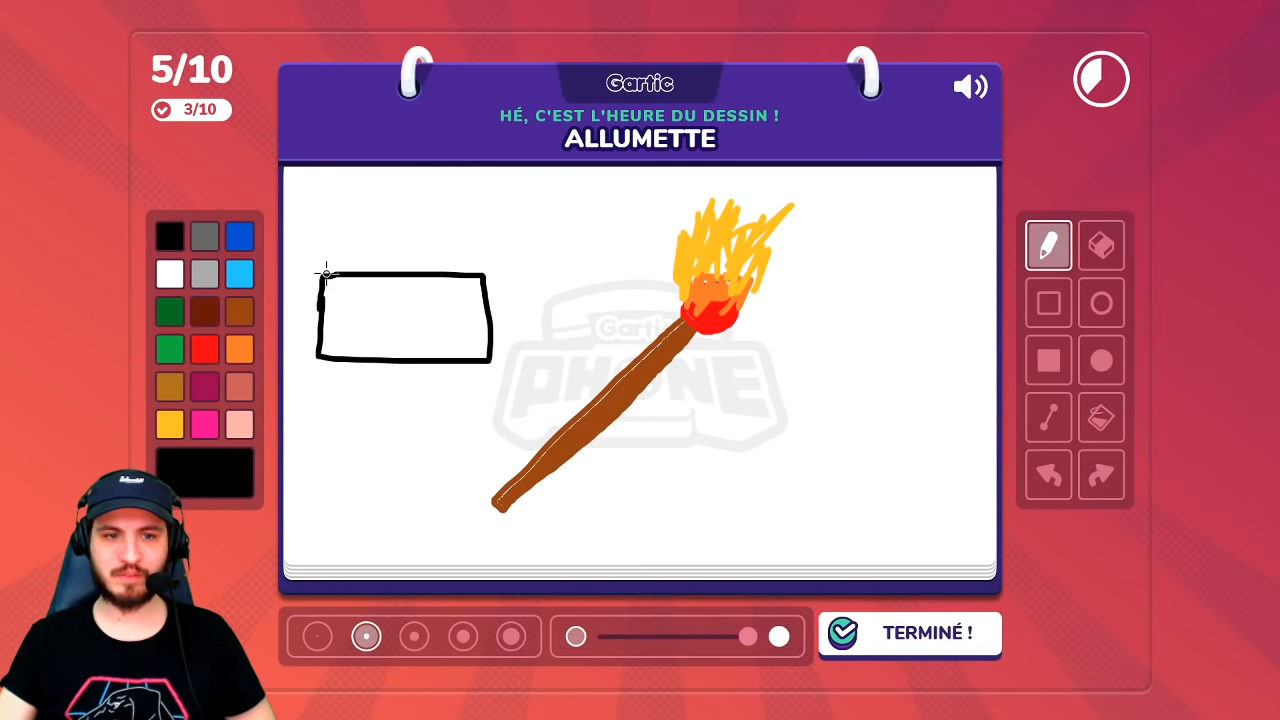 5/10
3/10
Gartic
HÉ, C'EST L'HEURE DU DESSIN !
ALLUMETTE
Gartic
PHONE
TERMINÉ !